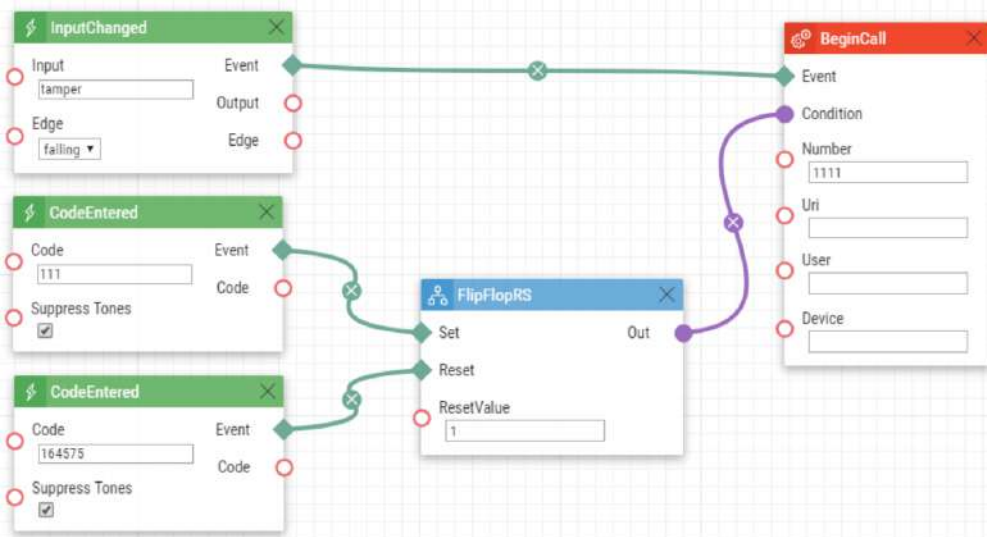 InputChanged
Input
Event
tamper
Output
Edge
Edge
falling
BeginCall
Event
Condition
Number
1111
Uri
User
Device
CodeEntered
Code
Event
111
Code
Suppress Tones
FlipFlopRS
Set
Out
Reset
ResetValue
1
CodeEntered
Code
Event
164575
Code
Suppress Tones